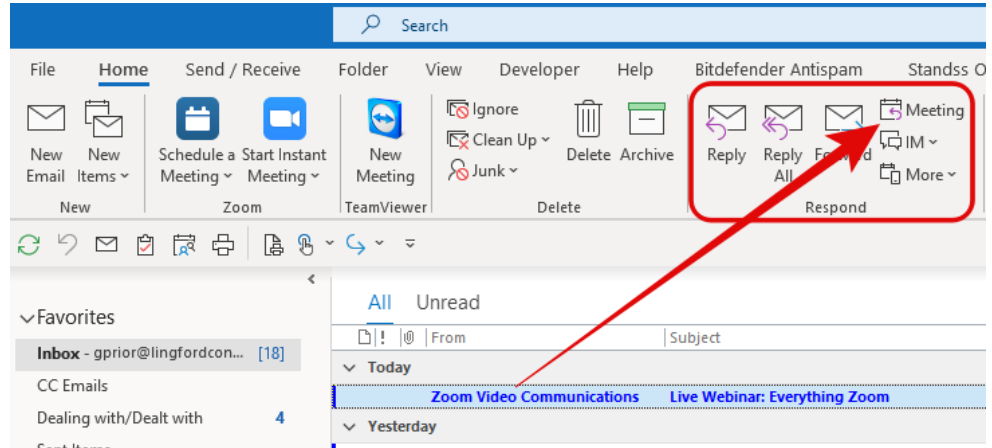 Search
File Home Send / Receive Folder View Developer Help Bitdefender Antispam Standss O
New Email
New Items
Schedule a Meeting
Start Instant Meeting
New Meeting
Ignore
Clean Up
Junk
Delete
Archive
Reply
Reply All
Forward
Meeting
IM
More
New Zoom TeamViewer Delete Respond
Favorites
Inbox - gprior@lingfordcon... [18]
CC Emails
Dealing with/Dealt with 4
Sent Items
All Unread
! From Subject
Today
Zoom Video Communications Live Webinar: Everything Zoom
Yesterday